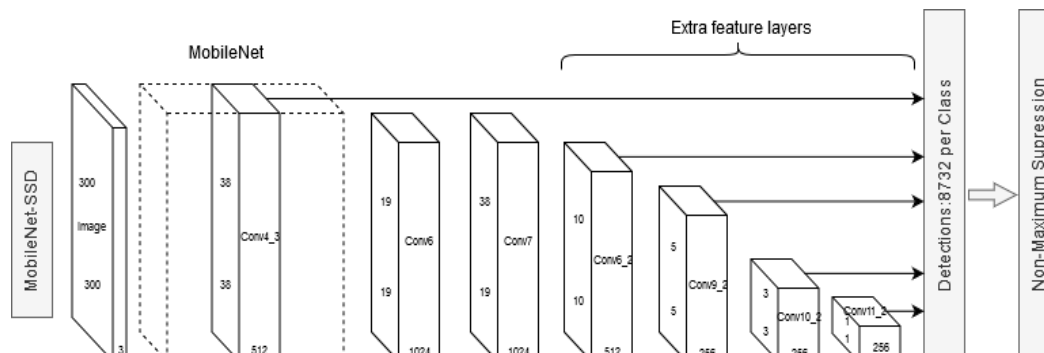 Extra feature layers
MobileNet
MobileNet-SSD
300
Image
300
3
38
Conv4_3
38
512
19
Conv6
19
1024
38
Conv7
19
1024
10
Conv6_2
10
512
5
Conv9_2
5
256
3
Conv10_2
3
256
Conv11_2
1
1
256
Detections:8732 per Class
Non-Maximum Supression